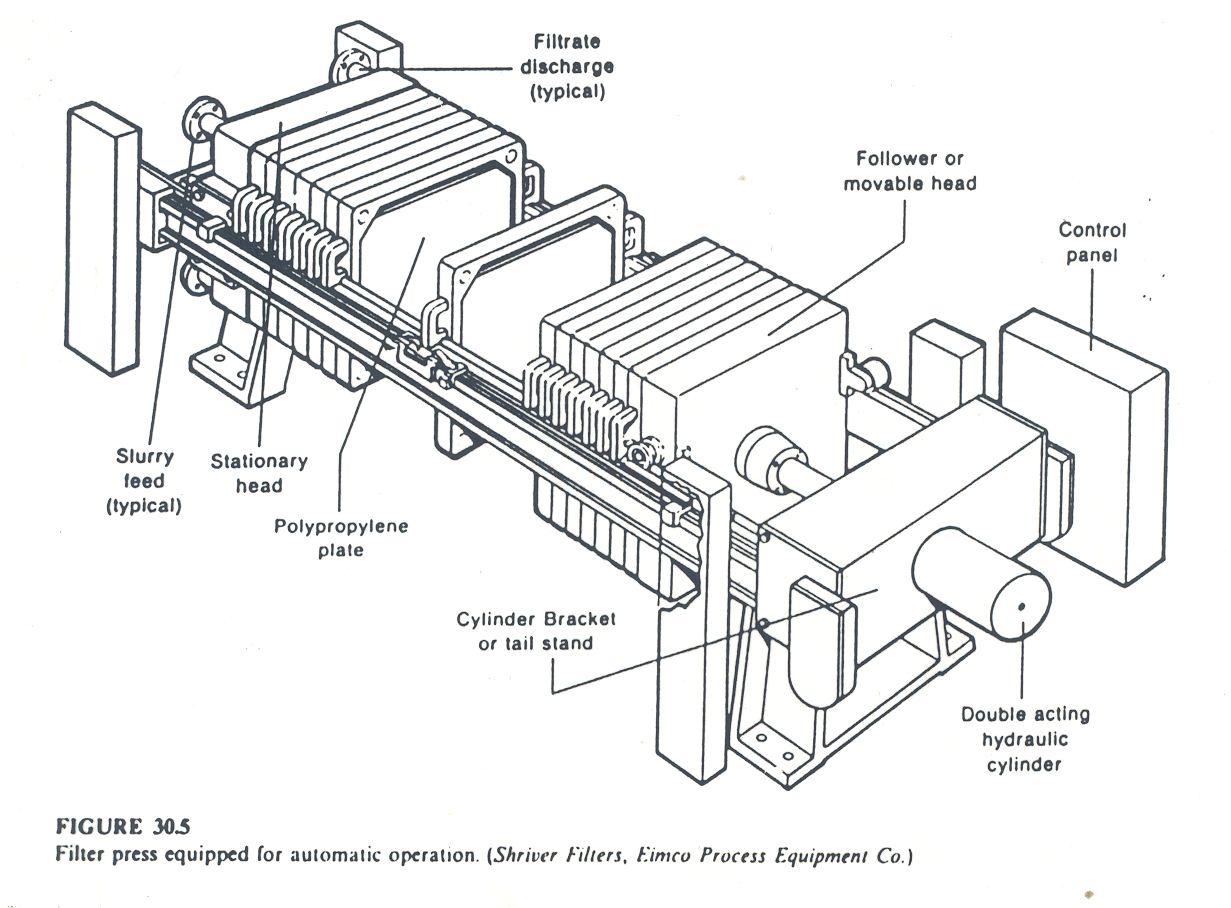 Filtrate
discharge
(typical)
Follower or
movable head
Control
panel
Slurry
feed
(typical)
Stationary
head
Polypropylene
plate
Cylinder Bracket
or tail stand
Double acting
hydraulic
cylinder
FIGURE 30.5
Filter press equipped for automatic operation. (Shriver Filters, Eimco Process Equipment Co.)